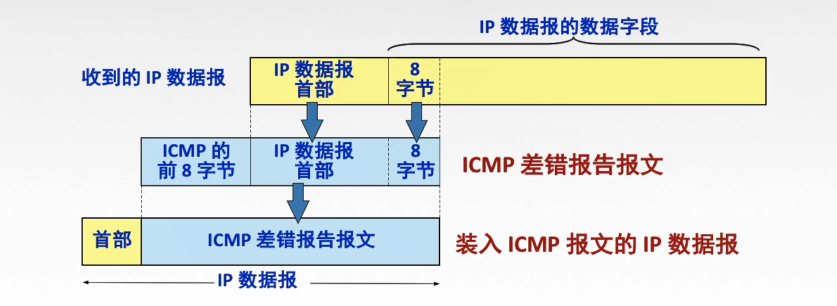 IP 数据报的数据字段
收到的 IP 数据报
IP 数据报
首部
8
字节
ICMP 的
前 8 字节
IP 数据报
首部
8
字节
ICMP 差错报告报文
首部
ICMP 差错报告报文
装入 ICMP 报文的 IP 数据报
IP 数据报